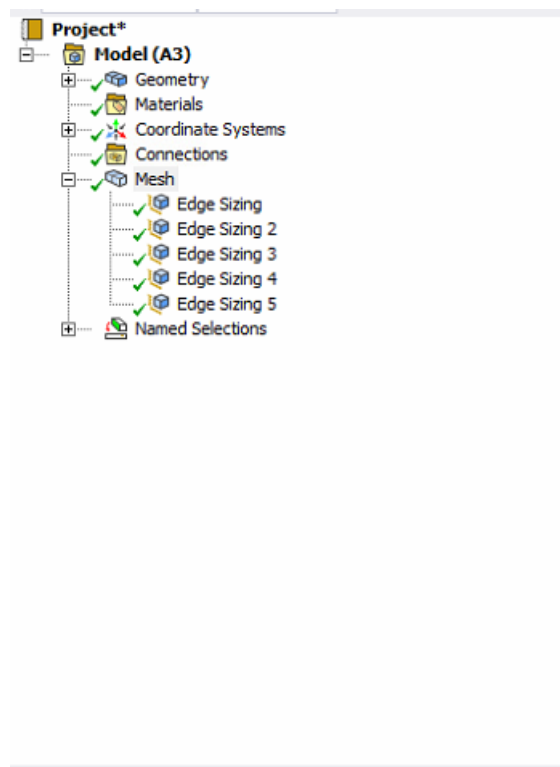 Project*
Model (A3)
Geometry
Materials
Coordinate Systems
Connections
Mesh
Edge Sizing
Edge Sizing 2
Edge Sizing 3
Edge Sizing 4
Edge Sizing 5
Named Selections